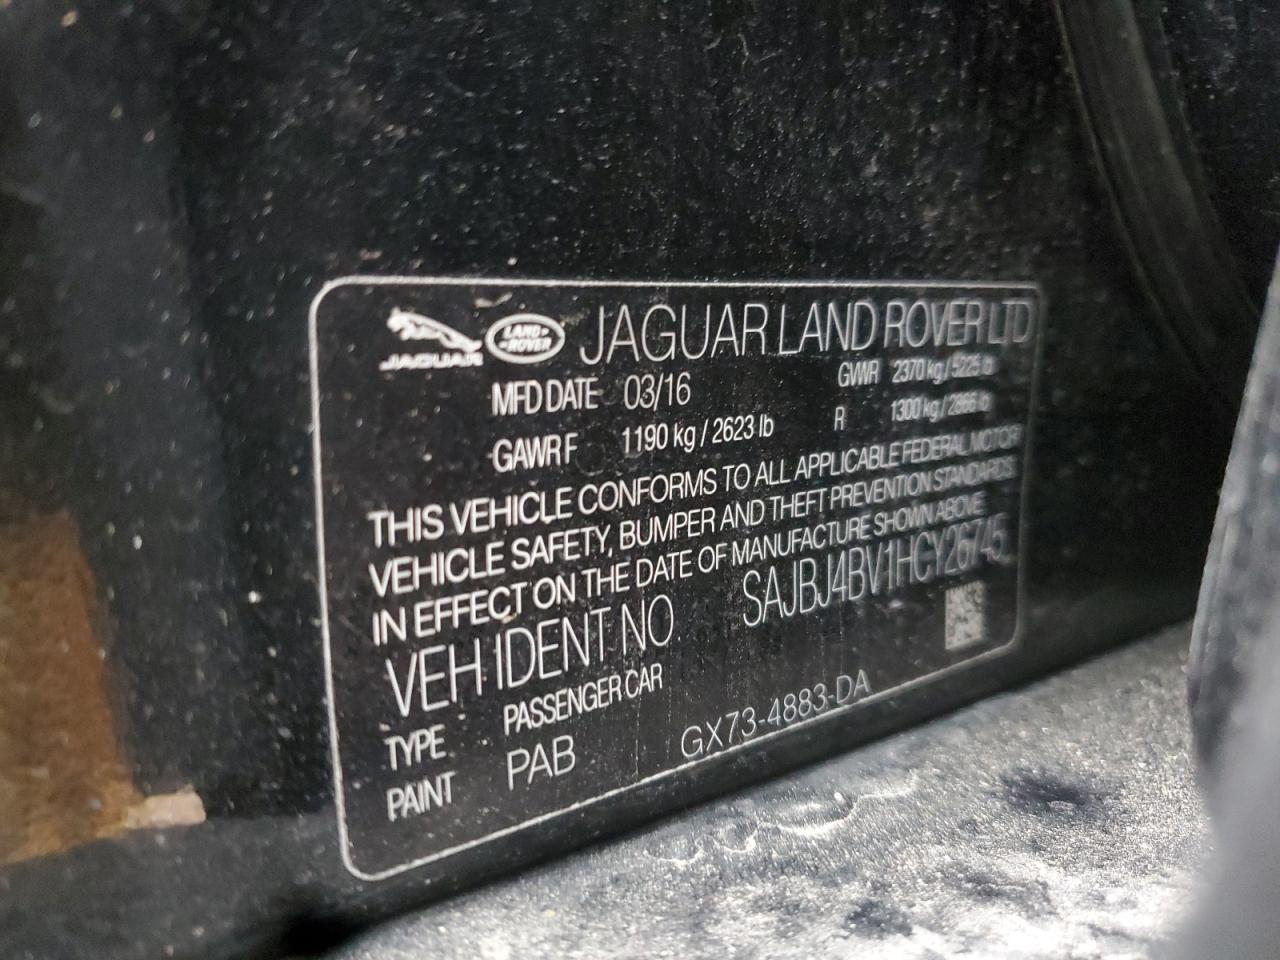 JAGUAR LAND ROVER JAGUAR LAND ROVER LTD
MFD DATE 03/16 GVWR 2370 kg / 5225 lb
GAWR F 1190 kg / 2623 lb R 1300 kg / 2866 lb
THIS VEHICLE CONFORMS TO ALL APPLICABLE FEDERAL MOTOR
VEHICLE SAFETY, BUMPER AND THEFT PREVENTION STANDARDS
IN EFFECT ON THE DATE OF MANUFACTURE SHOWN ABOVE
VEH IDENT NO SAJBJ4BV1HCY26745
TYPE PASSENGER CAR
PAINT PAB GX73-4883-DA